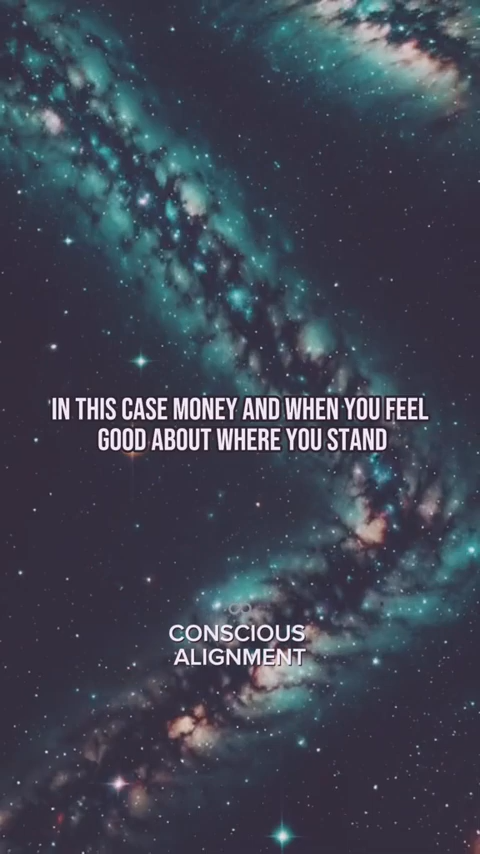 IN THIS CASE MONEY AND WHEN YOU FEEL
GOOD ABOUT WHERE YOU STAND
CONSCIOUS
ALIGNMENT